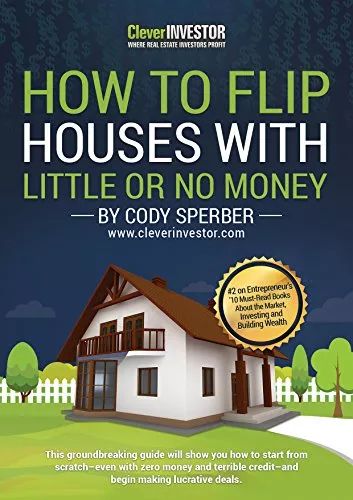 CleverINVESTOR
WHERE REAL ESTATE INVESTORS PROFIT
HOW TO FLIP
HOUSES WITH
LITTLE OR NO MONEY
— BY CODY SPERBER —
www.cleverinvestor.com
#2 on Entrepreneur's
'10 Must-Read Books
About the Market,
Investing and
Building Wealth
This groundbreaking guide will show you how to start from
scratch–even with zero money and terrible credit–and
begin making lucrative deals.